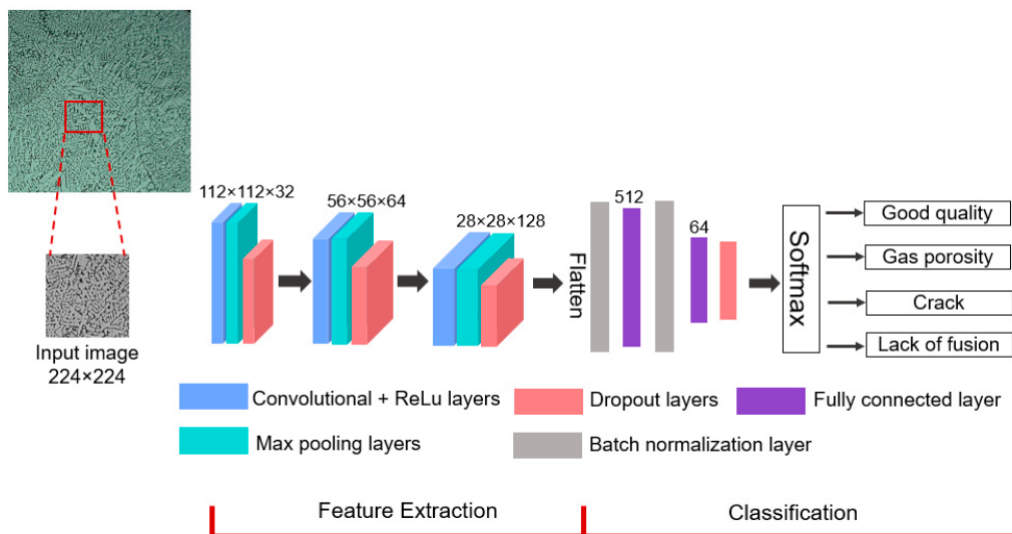 112×112×32
56×56×64
28×28×128
Flatten
512
64
Softmax
Good quality
Gas porosity
Crack
Lack of fusion
Input image
224×224
Convolutional + ReLu layers
Dropout layers
Fully connected layer
Max pooling layers
Batch normalization layer
Feature Extraction
Classification